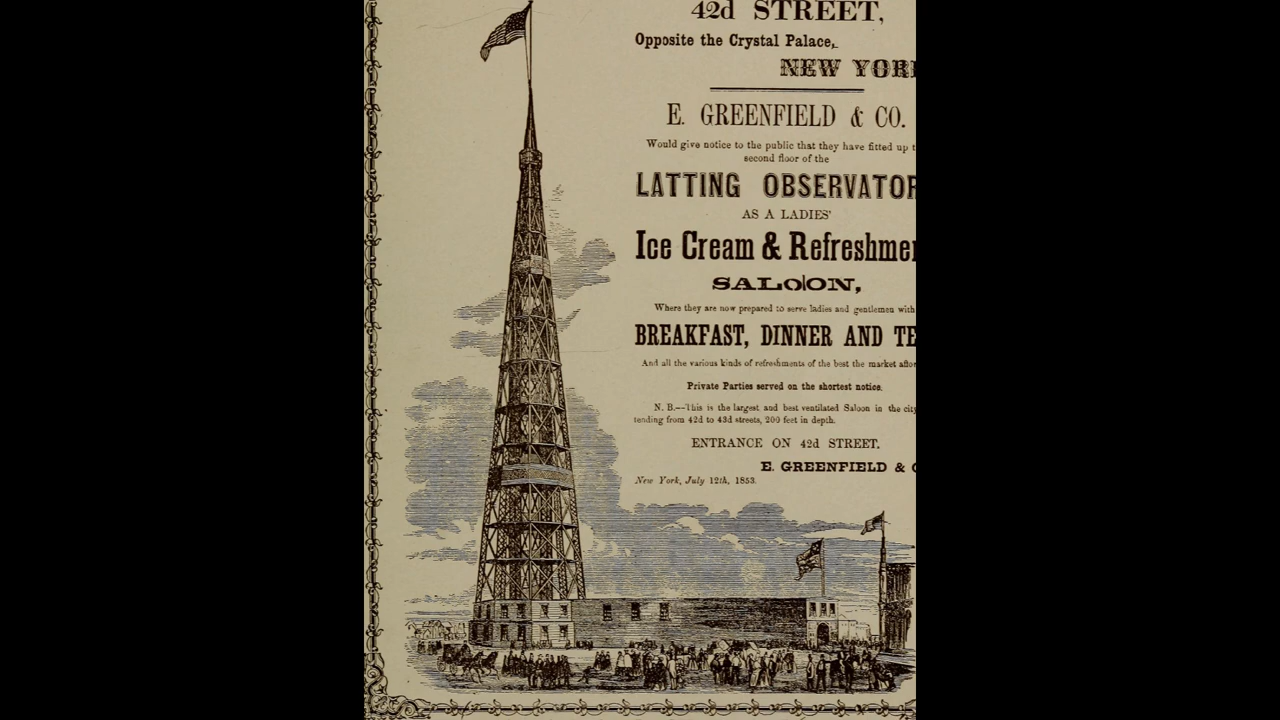 42d STREET,
Opposite the Crystal Palace,
NEW YOR
E. GREENFIELD & CO.
Would give notice to the public that they have fitted up t
second floor of the
LATTING OBSERVATOR
AS A LADIES'
Ice Cream & Refreshmen
SALOON,
Where they are now prepared to serve ladies and gentlemen with
BREAKFAST, DINNER AND TE
And all the various kinds of refreshments of the best the market affor
Private Parties served on the shortest notice.
N. B.—This is the largest and best ventilated Saloon in the city
tending from 42d to 43d streets, 200 feet in depth.
ENTRANCE ON 42d STREET.
E. GREENFIELD & C
New York, July 12th, 1853.